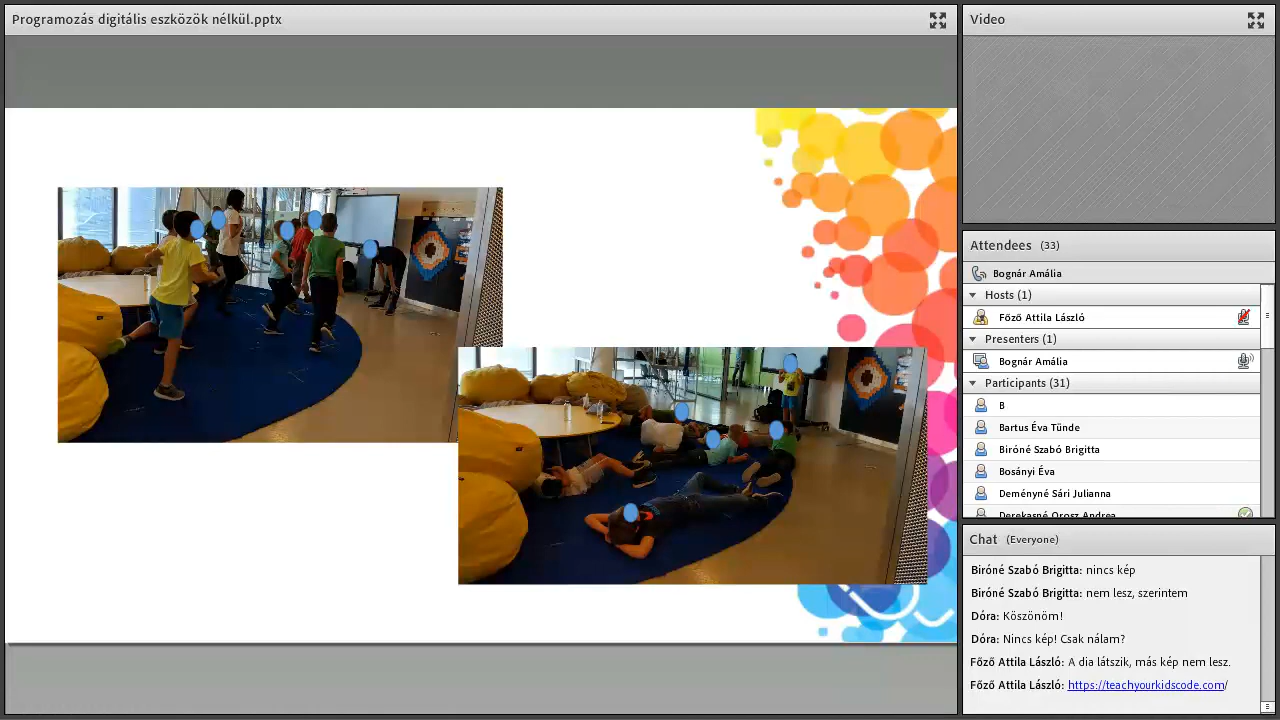 Programozás digitális eszközök nélkül.pptx
Video
Attendees (33)
Bognár Amália
Hosts (1)
Főző Attila László
Presenters (1)
Bognár Amália
Participants (31)
B
Bartus Éva Tünde
Biróné Szabó Brigitta
Bosányi Éva
Deményné Sári Julianna
Derekasné Orosz Andrea
Chat (Everyone)
Biróné Szabó Brigitta: nincs kép
Biróné Szabó Brigitta: nem lesz, szerintem
Dóra: Köszönöm!
Dóra: Nincs kép! Csak nálam?
Főző Attila László: A dia látszik, más kép nem lesz.
Főző Attila László: https://teachyourkidscode.com/